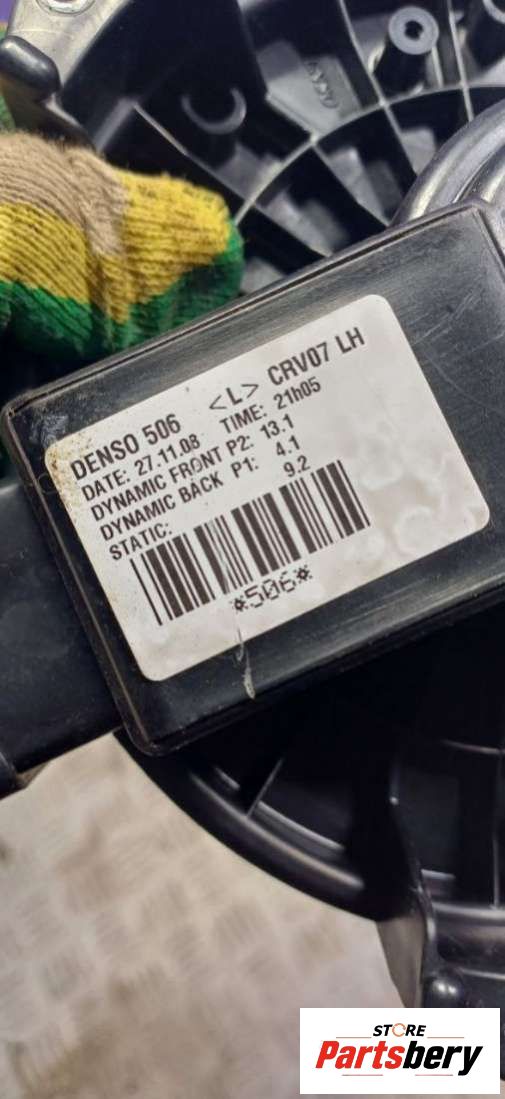 DENSO 506 <L> CRV07 LH
DATE: 27.11.08 TIME: 21h05
DYNAMIC FRONT P2: 13.1
DYNAMIC BACK P1: 4.1
STATIC: 9.2
*506*
STORE
Partsbery